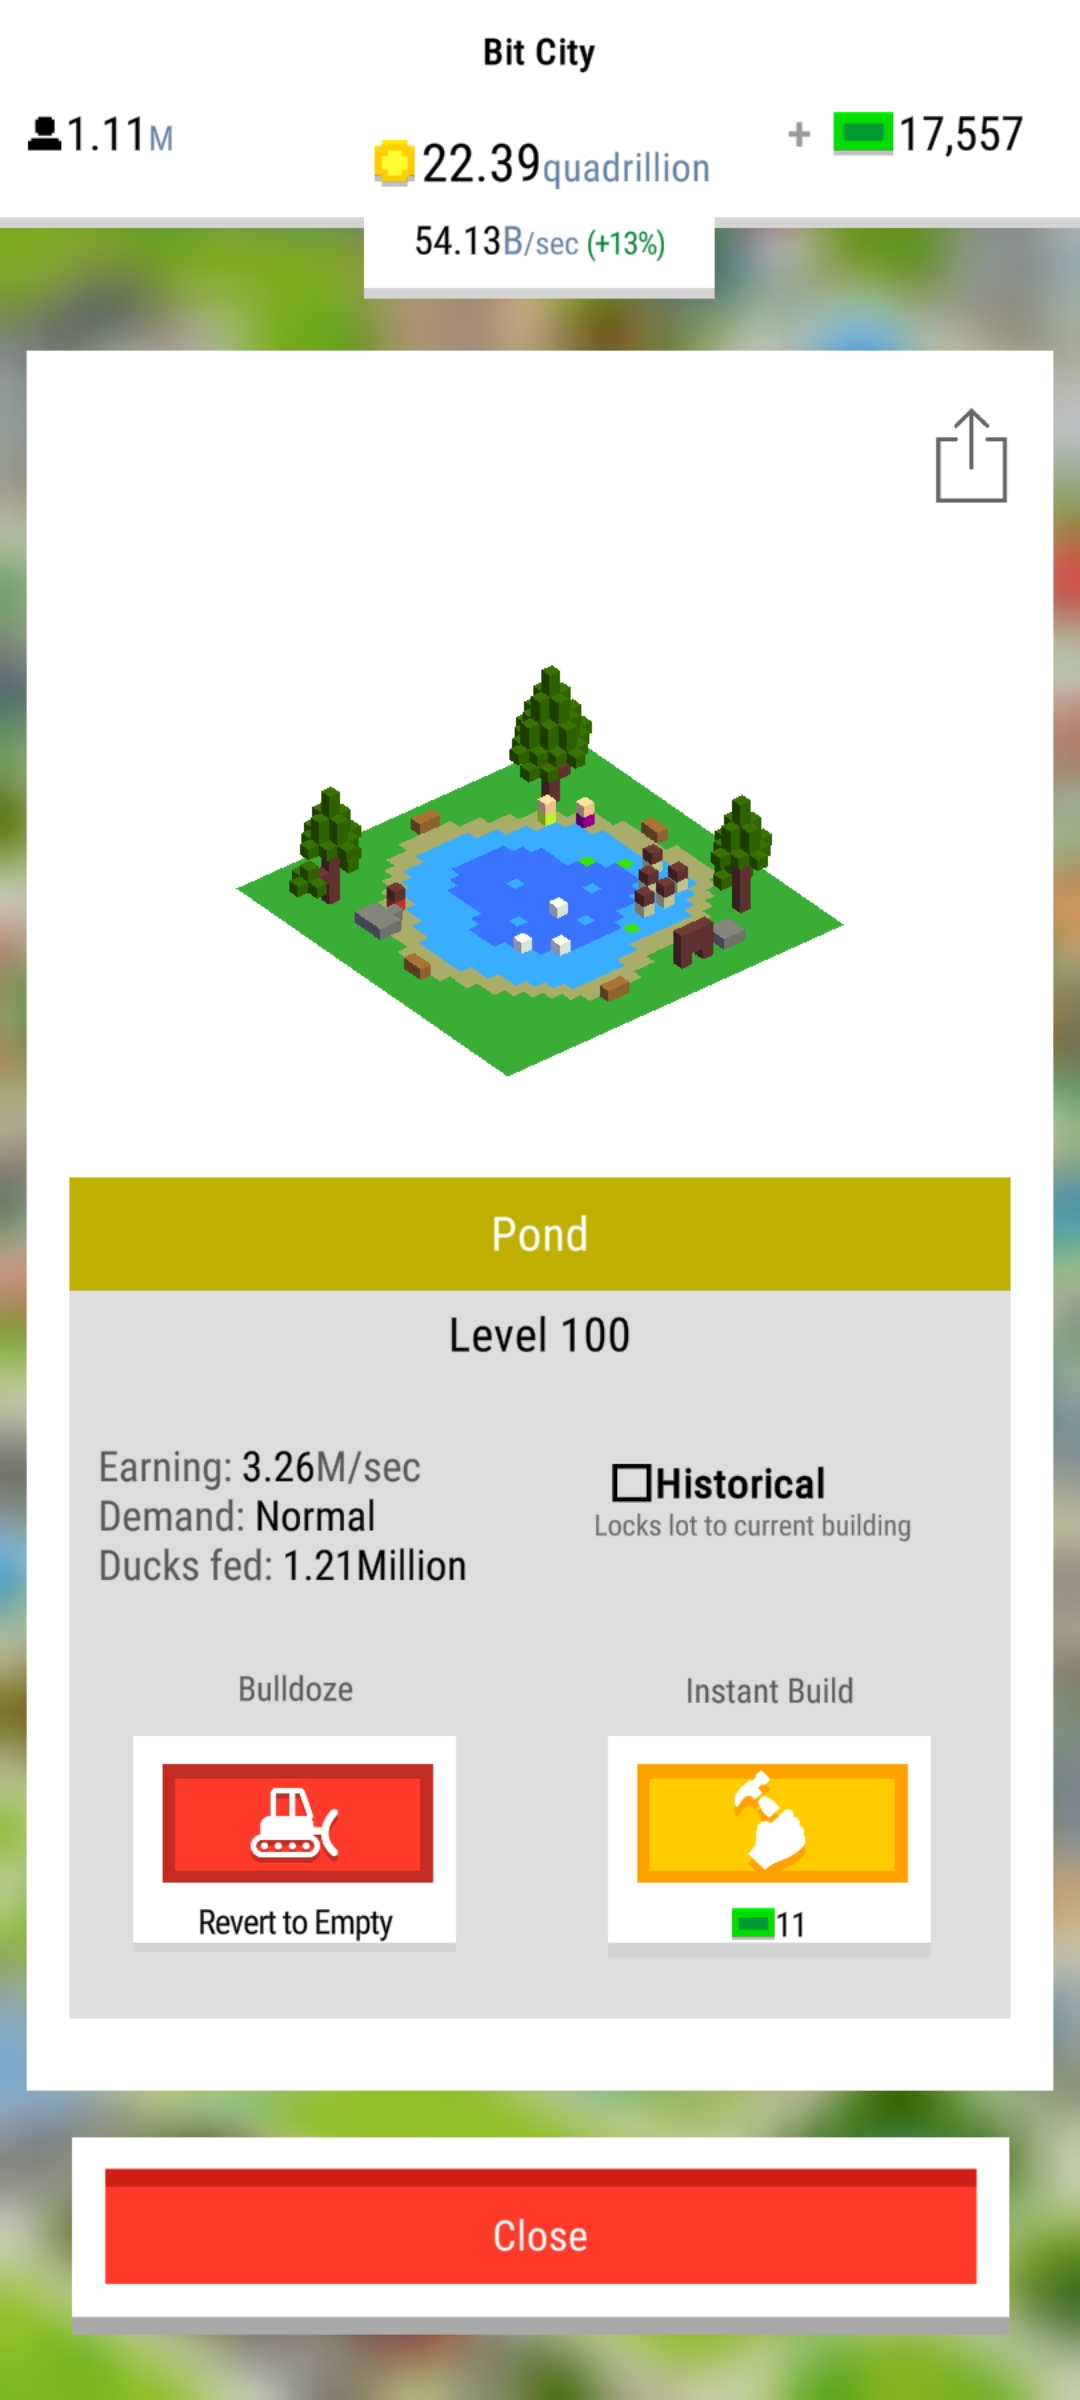 Bit City
1.11M
22.39quadrillion
+ 17,557
54.13B/sec (+13%)
Pond
Level 100
Earning: 3.26M/sec
Demand: Normal
Ducks fed: 1.21Million
Historical
Locks lot to current building
Bulldoze
Instant Build
Revert to Empty
11
Close